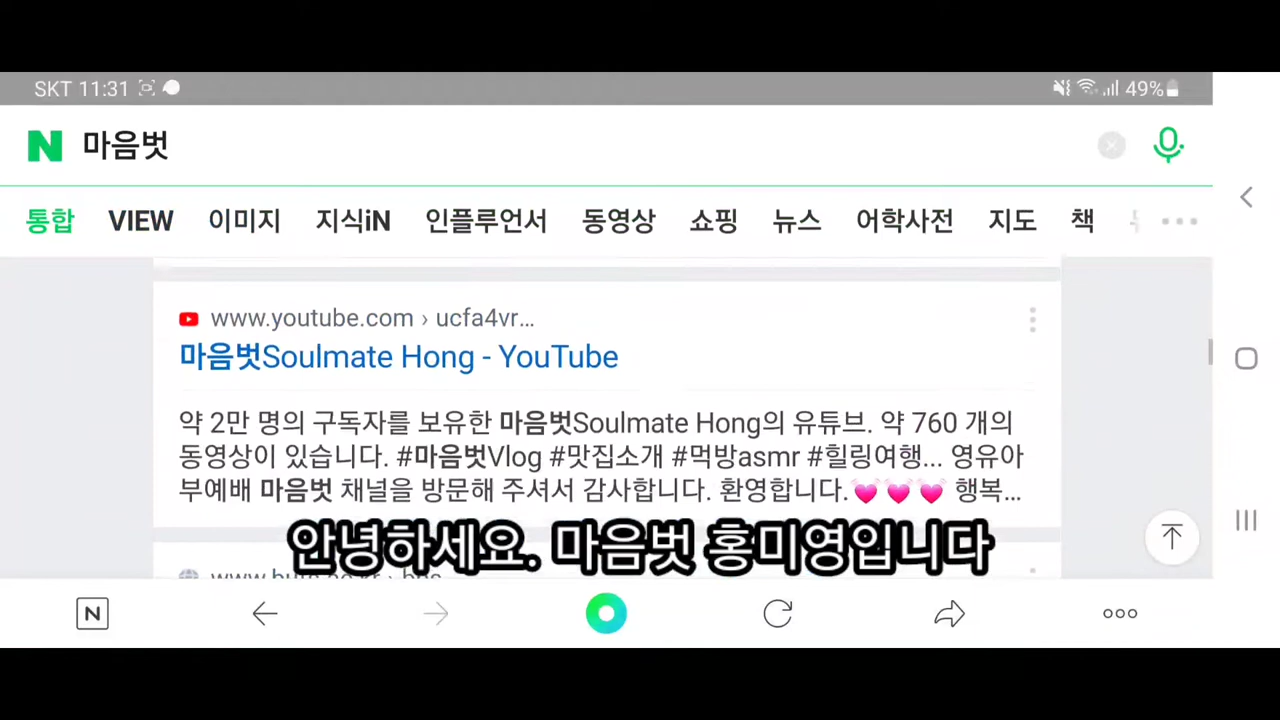 SKT 11:31
49%
N 마음벗
통합 VIEW 이미지 지식iN 인플루언서 동영상 쇼핑 뉴스 어학사전 지도 책
www.youtube.com › ucfa4vr...
마음벗Soulmate Hong - YouTube
약 2만 명의 구독자를 보유한 마음벗Soulmate Hong의 유튜브. 약 760 개의
동영상이 있습니다. #마음벗Vlog #맛집소개 #먹방asmr #힐링여행... 영유아
부예배 마음벗 채널을 방문해 주셔서 감사합니다. 환영합니다.💓💓💓 행복...
안녕하세요. 마음벗 홍미영입니다
N